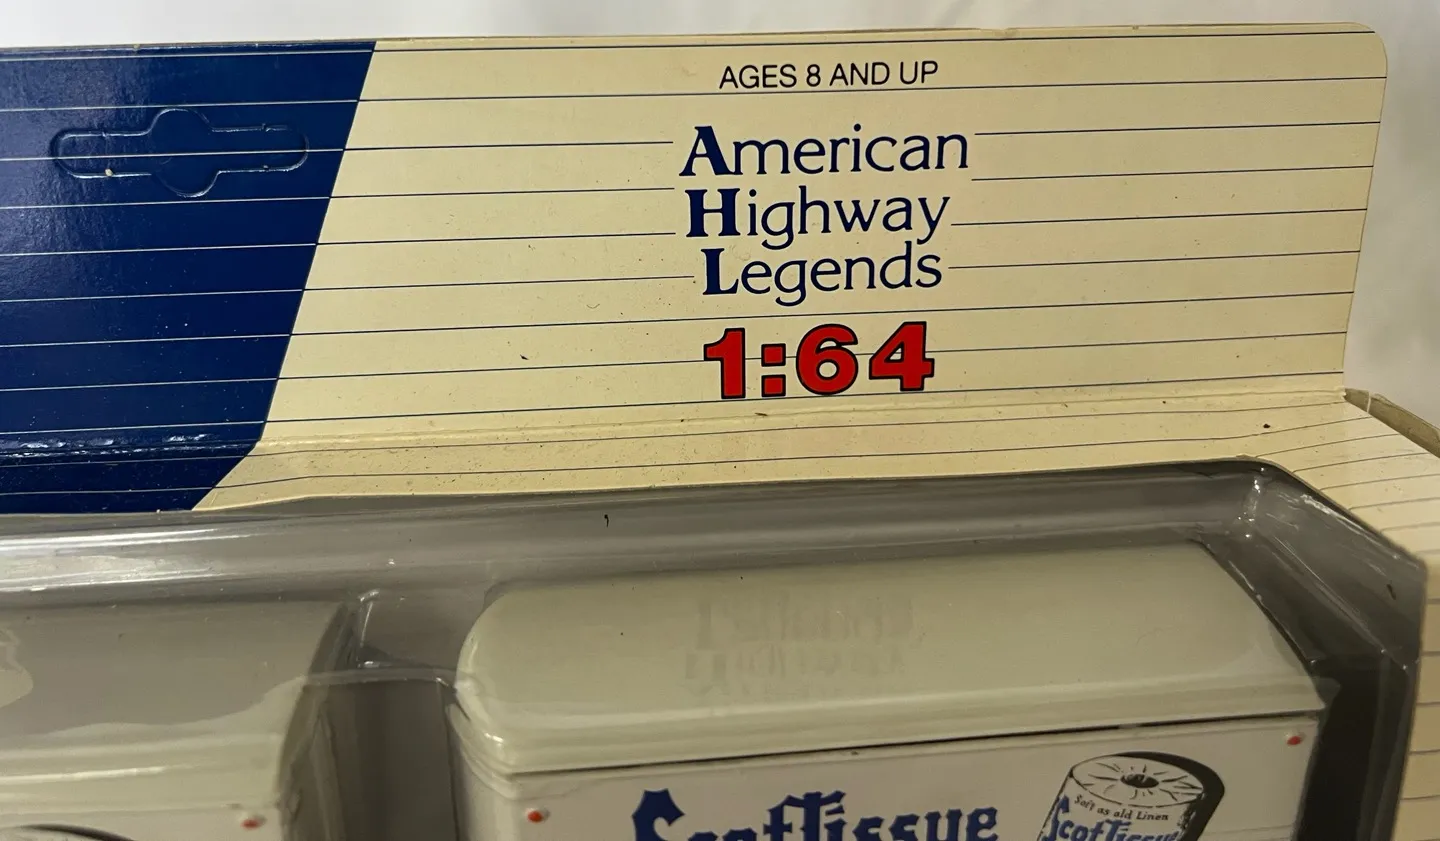 AGES 8 AND UP
American
Highway
Legends
1:64
ScotTissue
Soft as old Linen
ScotTissue